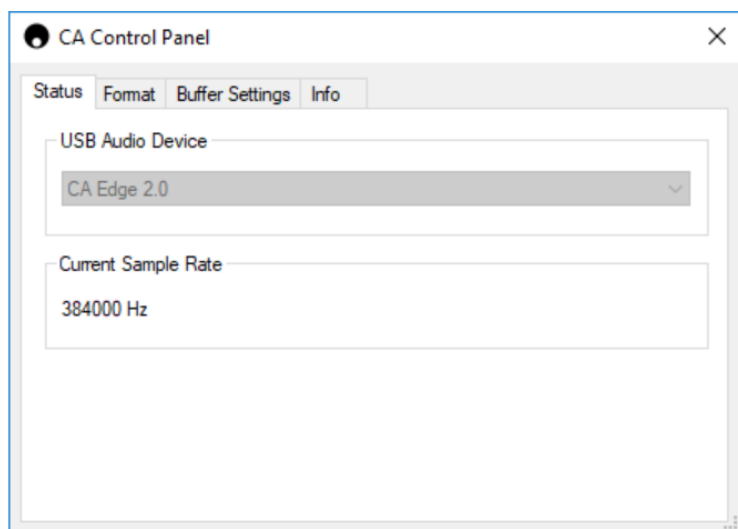 CA Control Panel
Status Format Buffer Settings Info
USB Audio Device
CA Edge 2.0
Current Sample Rate
384000 Hz